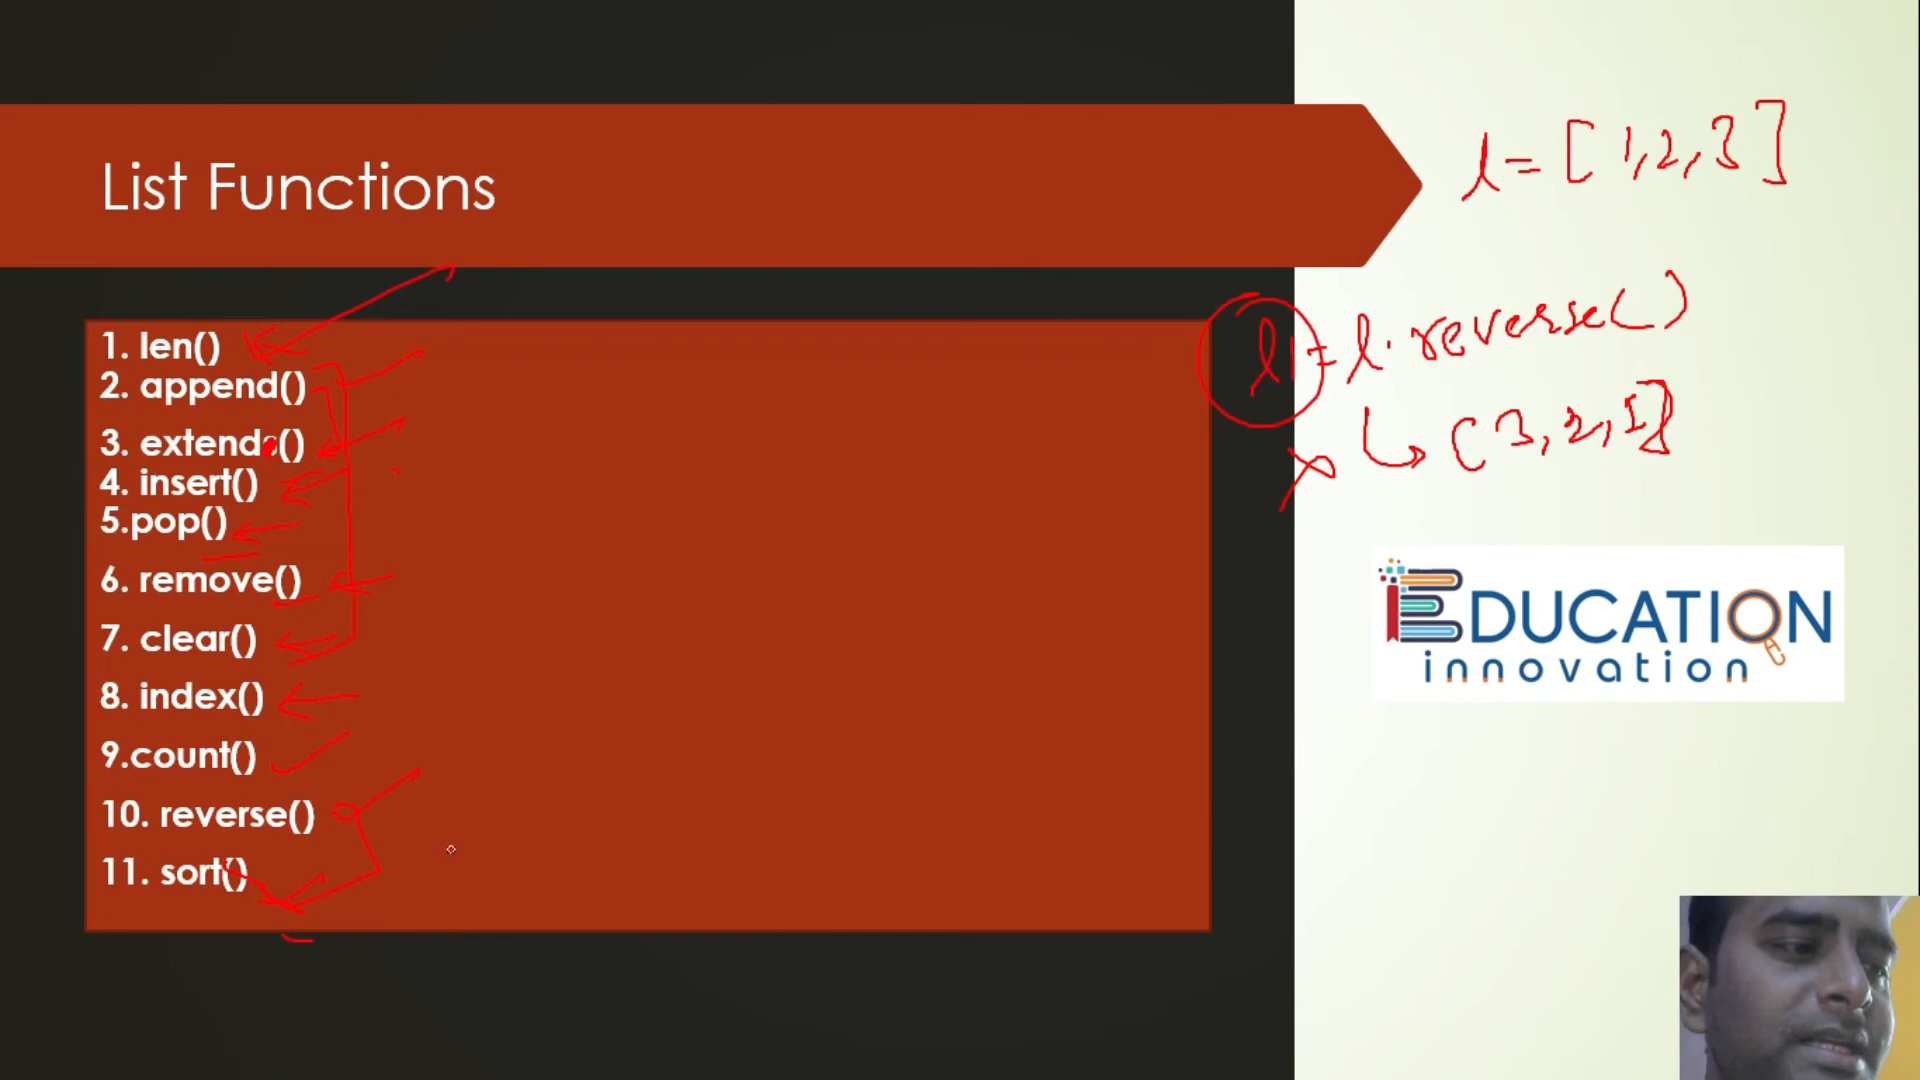 List Functions
1. len()
2. append()
3. extends()
4. insert()
5.pop()
6. remove()
7. clear()
8. index()
9.count()
10. reverse()
11. sort()
l = [1,2,3]
l1 = l.reverse()
[3,2,1]
EDUCATION
innovation